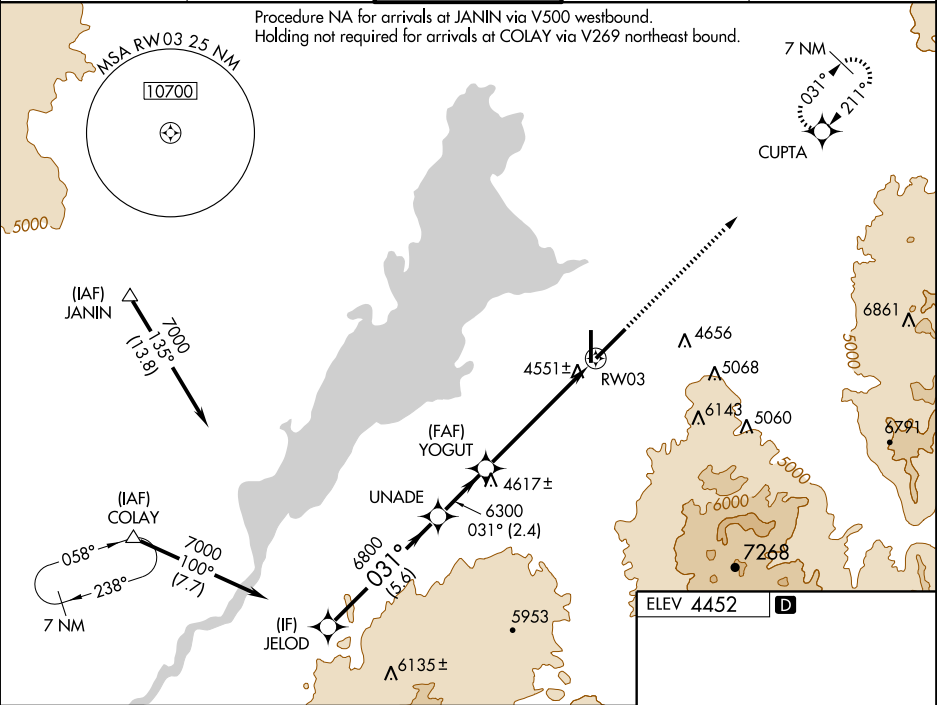 Procedure NA for arrivals at JANIN via V500 westbound.
Holding not required for arrivals at COLAY via V269 northeast bound.
MSA RW03 25 NM
10700
7 NM
031°
211°
CUPTA
5000
(IAF)
JANIN
7000
135°
(13.8)
6861
5000
4656
4551±
RW03
5068
6143
5060
6791
(FAF)
YOGUT
4617±
5000
UNADE
6300
031° (2.4)
6000
(IAF)
COLAY
058°
238°
7 NM
7000
100°
(7.7)
6800
031°
(5.6)
7268
(IF)
JELOD
5953
6135±
ELEV 4452
D